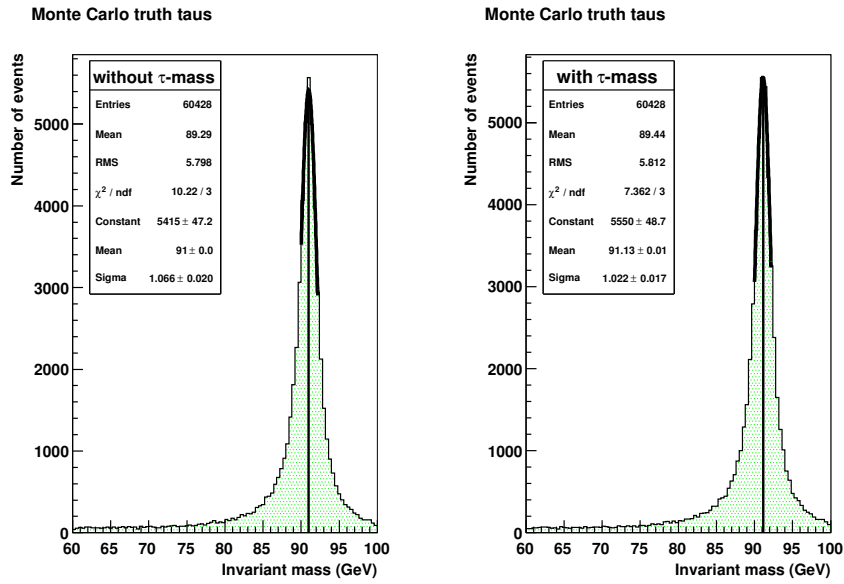 Monte Carlo truth taus
Number of events
without τ-mass
Entries 60428
Mean 89.29
RMS 5.798
χ² / ndf 10.22 / 3
Constant 5415 ± 47.2
Mean 91 ± 0.0
Sigma 1.066 ± 0.020
5000
4000
3000
2000
1000
0
60 65 70 75 80 85 90 95 100
Invariant mass (GeV)
Monte Carlo truth taus
Number of events
with τ-mass
Entries 60428
Mean 89.44
RMS 5.812
χ² / ndf 7.362 / 3
Constant 5550 ± 48.7
Mean 91.13 ± 0.01
Sigma 1.022 ± 0.017
5000
4000
3000
2000
1000
0
60 65 70 75 80 85 90 95 100
Invariant mass (GeV)